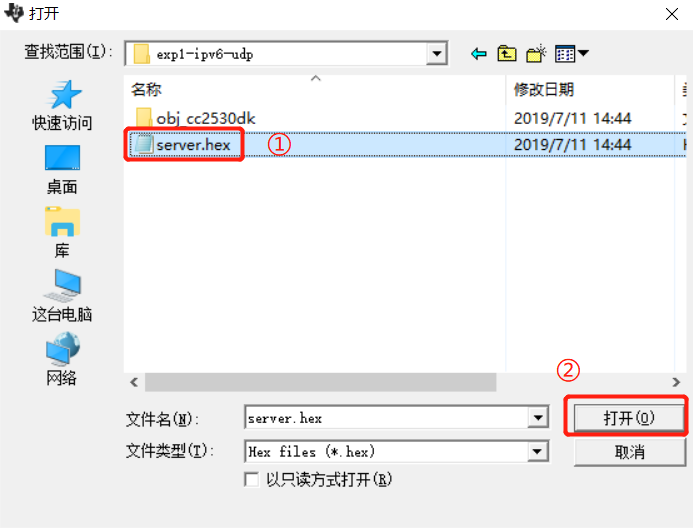 打开
查找范围(I):
exp1-ipv6-udp
名称
修改日期
obj_cc2530dk
2019/7/11 14:44
server.hex
①
2019/7/11 14:44
快速访问
桌面
库
这台电脑
网络
②
文件名(N):
server.hex
打开(O)
文件类型(T):
Hex files (*.hex)
取消
以只读方式打开(R)